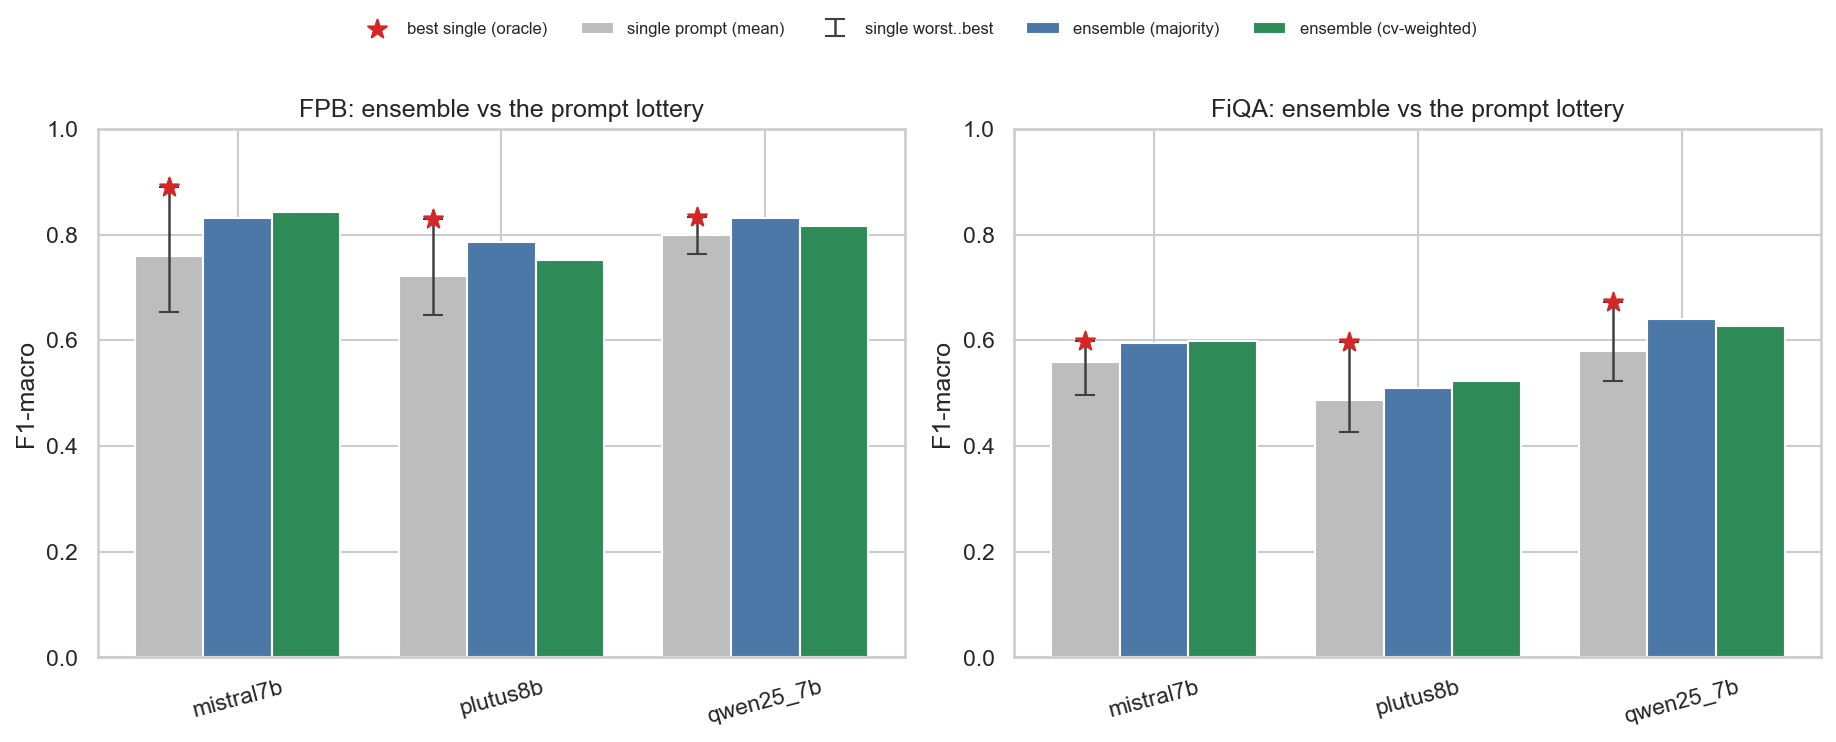 best single (oracle) single prompt (mean) single worst..best ensemble (majority) ensemble (cv-weighted)
FPB: ensemble vs the prompt lottery
1.0
0.8
0.6
0.4
0.2
0.0
F1-macro
mistral7b plutus8b qwen25_7b
FiQA: ensemble vs the prompt lottery
1.0
0.8
0.6
0.4
0.2
0.0
F1-macro
mistral7b plutus8b qwen25_7b